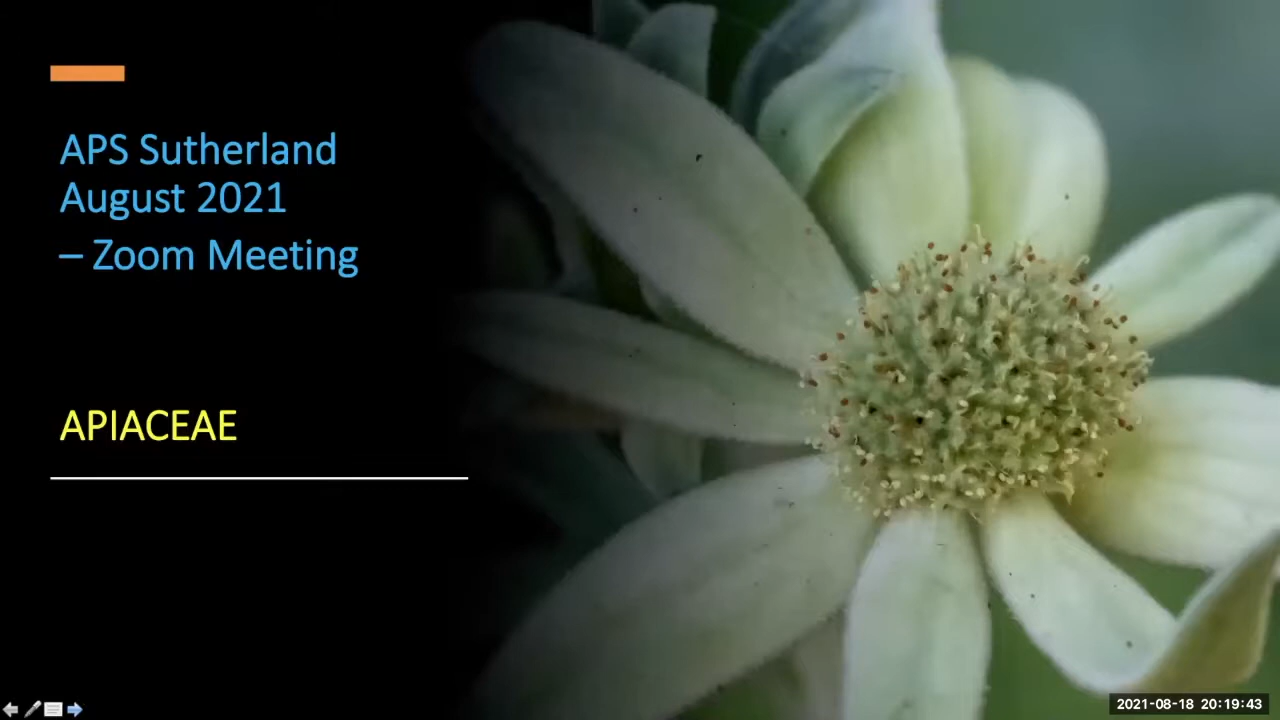 APS Sutherland
August 2021
– Zoom Meeting
APIACEAE
2021-08-18 20:19:43